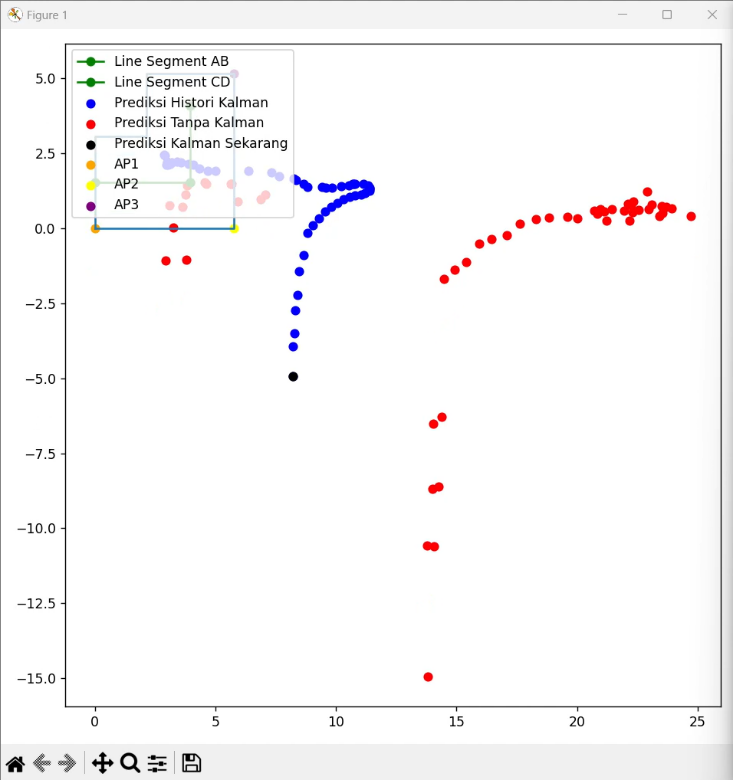 Figure 1
Line Segment AB
Line Segment CD
Prediksi Histori Kalman
Prediksi Tanpa Kalman
Prediksi Kalman Sekarang
AP1
AP2
AP3
5.0
2.5
0.0
−2.5
−5.0
−7.5
−10.0
−12.5
−15.0
0 5 10 15 20 25